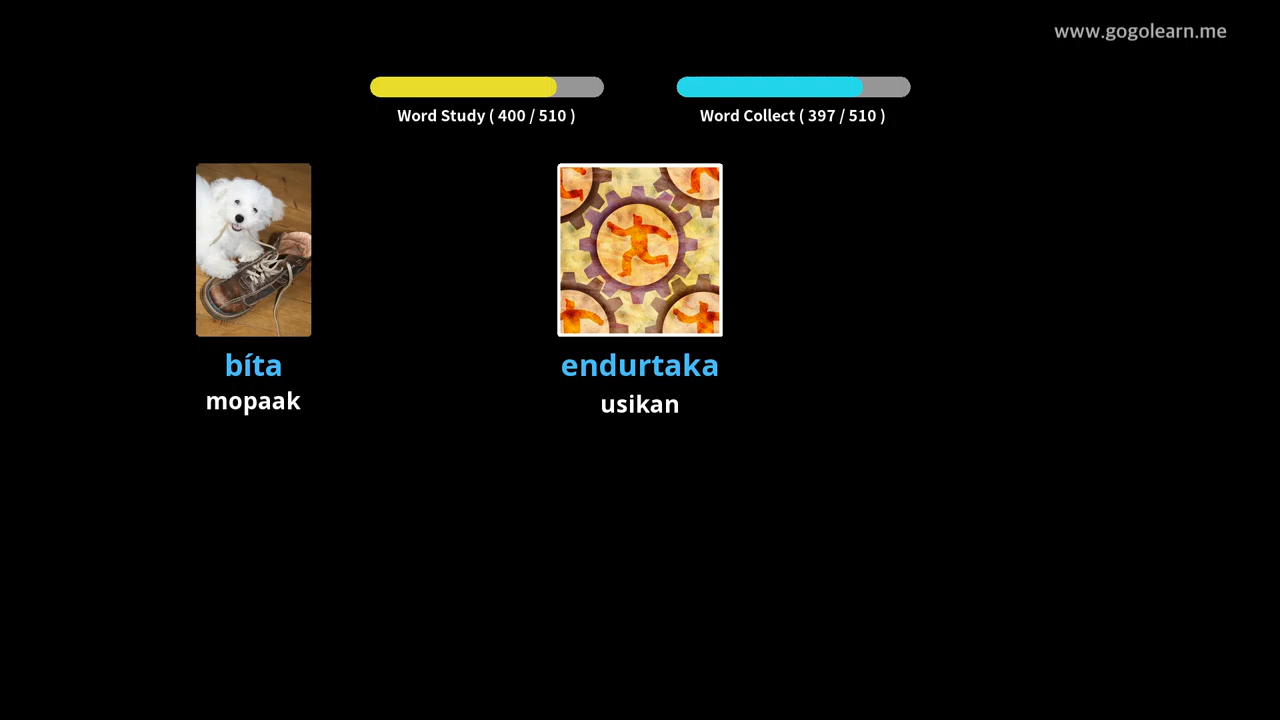 www.gogolearn.me
Word Study ( 400 / 510 )
Word Collect ( 397 / 510 )
bíta
mopaak
endurtaka
usikan